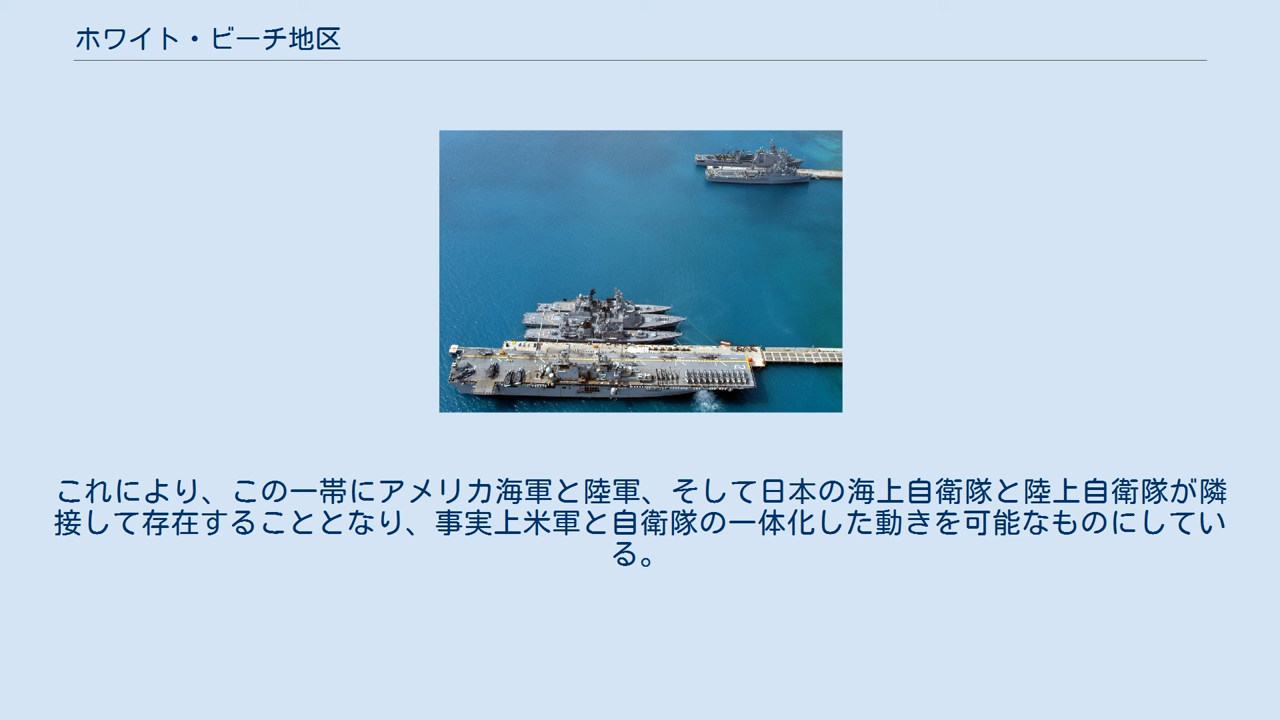 ホワイト・ビーチ地区
これにより、この一帯にアメリカ海軍と陸軍、そして日本の海上自衛隊と陸上自衛隊が隣
接して存在することとなり、事実上米軍と自衛隊の一体化した動きを可能なものにしてい
る。